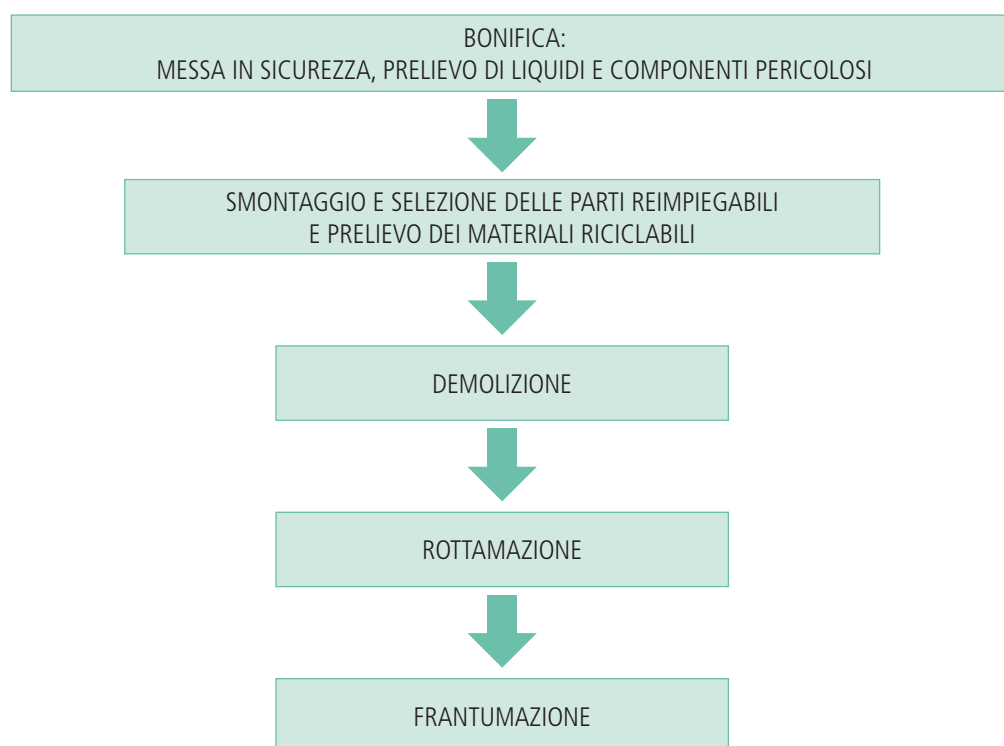 BONIFICA:
MESSA IN SICUREZZA, PRELIEVO DI LIQUIDI E COMPONENTI PERICOLOSI
SMONTAGGIO E SELEZIONE DELLE PARTI REIMPIEGABILI
E PRELIEVO DEI MATERIALI RICICLABILI
DEMOLIZIONE
ROTTAMAZIONE
FRANTUMAZIONE